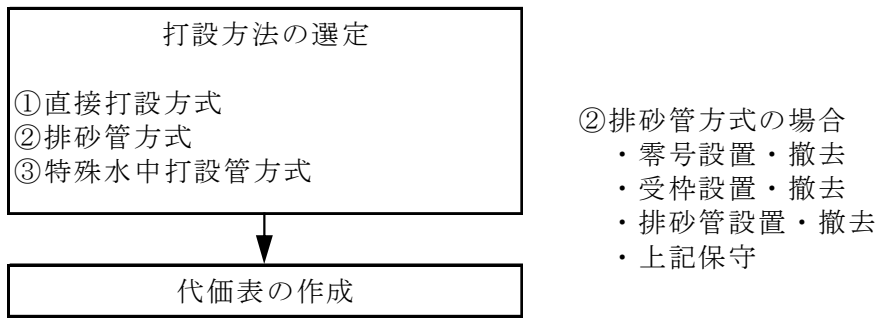 打設方法の選定
①直接打設方式
②排砂管方式
③特殊水中打設管方式
代価表の作成
②排砂管方式の場合
・零号設置・撤去
・受枠設置・撤去
・排砂管設置・撤去
・上記保守